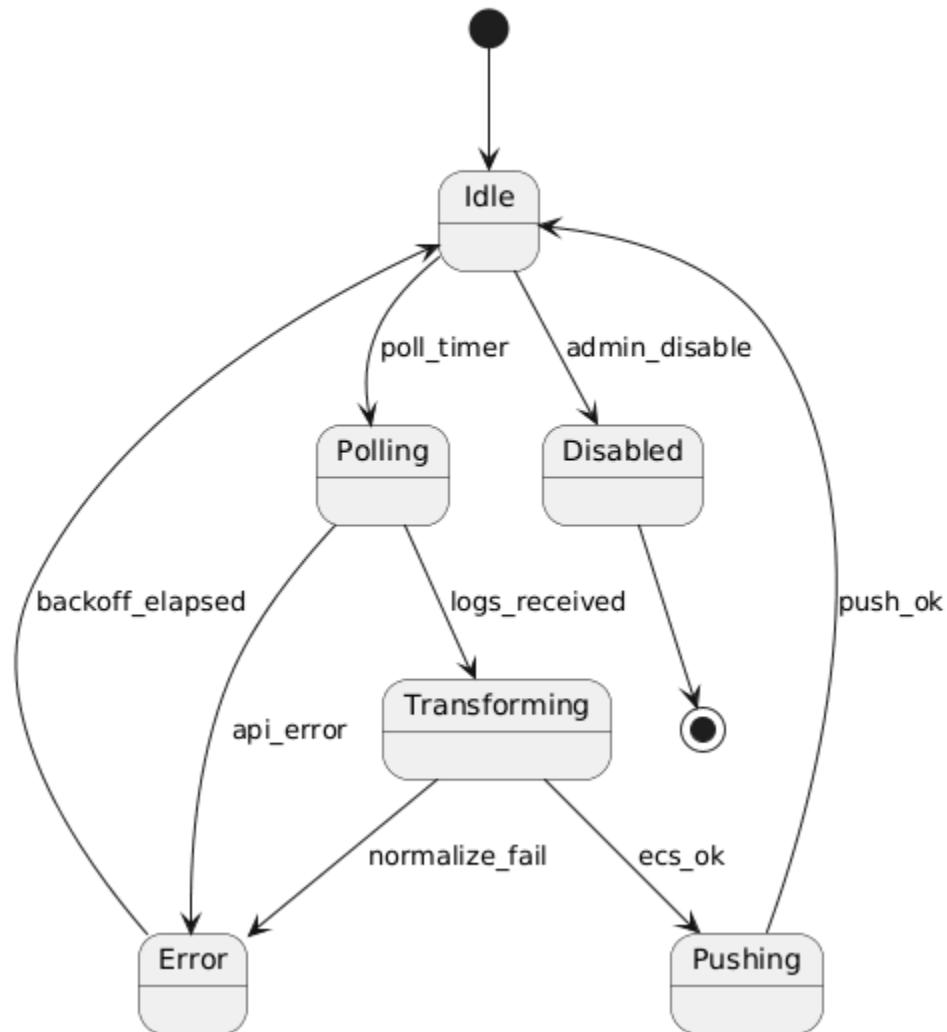 Idle
poll_timer
admin_disable
Polling
Disabled
backoff_elapsed
logs_received
push_ok
Transforming
api_error
normalize_fail
ecs_ok
Error
Pushing